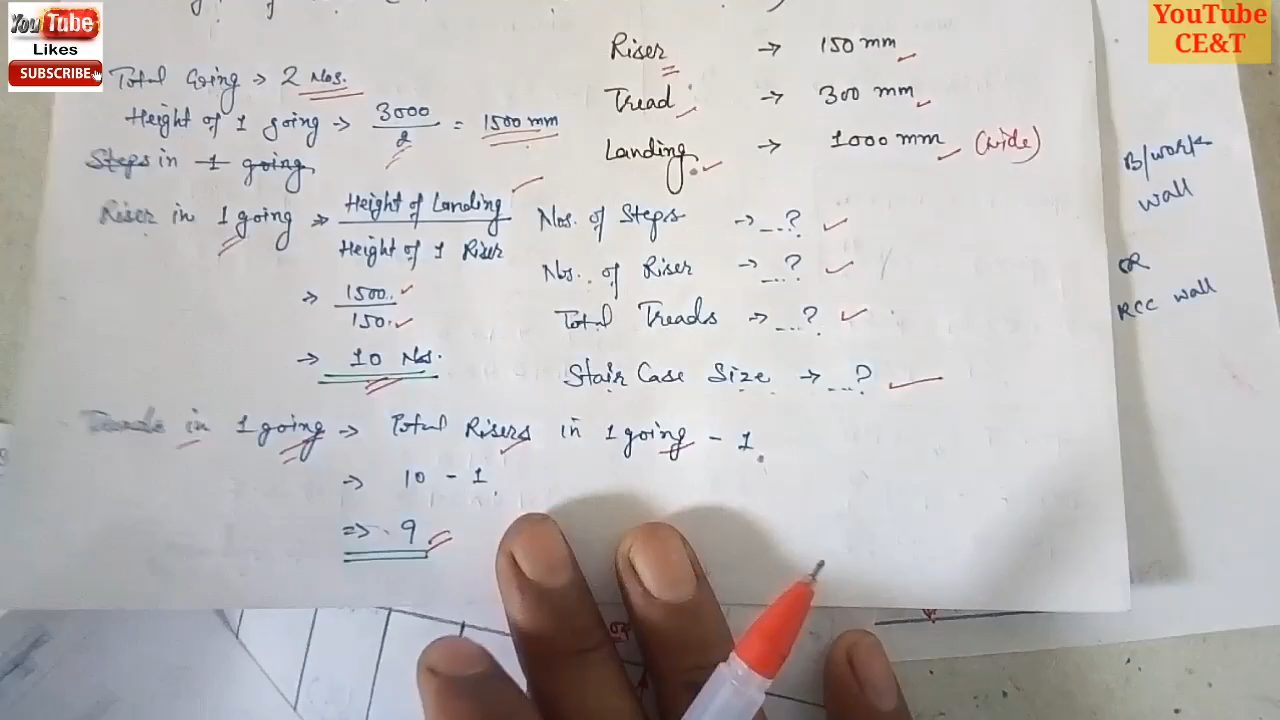 YouTube
Likes
SUBSCRIBE
YouTube
CE&T
Total Going → 2 Nos.
Height of 1 going → 3000/2 = 1500 mm
Steps in 1 going
Riser in 1 going ⇒ Height of Landing / Height of 1 Riser
⇒ 1500/150
→ 10 Nos.
in 1 going → Total Risers in 1 going - 1
→ 10 - 1
=> 9
Riser → 150 mm
Tread → 300 mm
Landing → 1000 mm (wide)
Nos. of Steps → ...?
Nos. of Riser → ...?
Total Treads → ...?
Stair Case Size → ...?
B/work
wall
OR
RCC wall